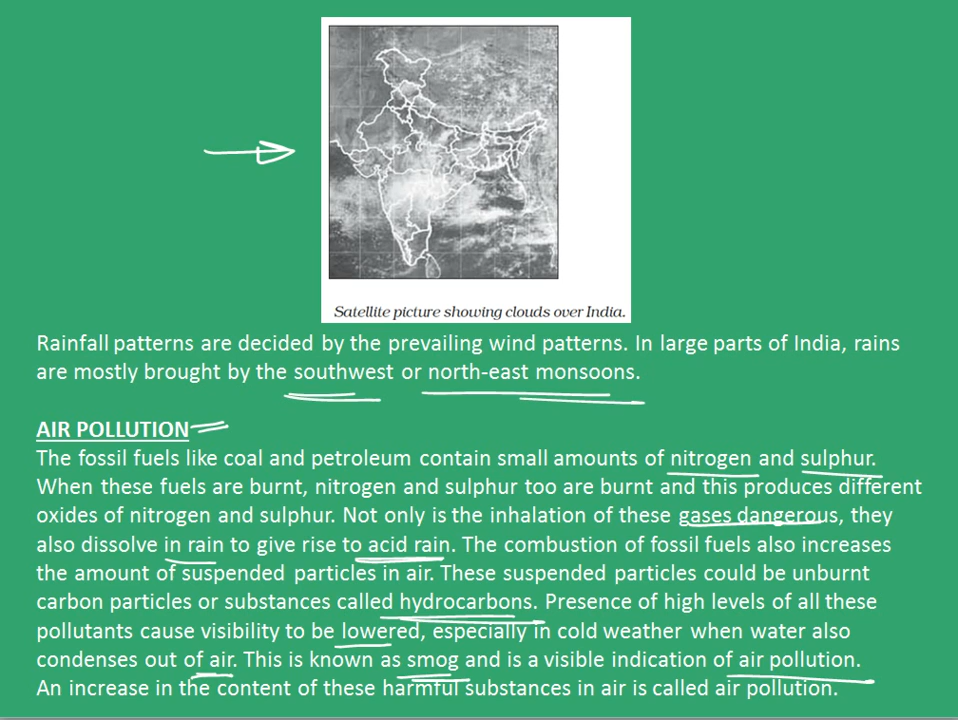 Satellite picture showing clouds over India.
Rainfall patterns are decided by the prevailing wind patterns. In large parts of India, rains
are mostly brought by the southwest or north-east monsoons.
AIR POLLUTION
The fossil fuels like coal and petroleum contain small amounts of nitrogen and sulphur.
When these fuels are burnt, nitrogen and sulphur too are burnt and this produces different
oxides of nitrogen and sulphur. Not only is the inhalation of these gases dangerous, they
also dissolve in rain to give rise to acid rain. The combustion of fossil fuels also increases
the amount of suspended particles in air. These suspended particles could be unburnt
carbon particles or substances called hydrocarbons. Presence of high levels of all these
pollutants cause visibility to be lowered, especially in cold weather when water also
condenses out of air. This is known as smog and is a visible indication of air pollution.
An increase in the content of these harmful substances in air is called air pollution.